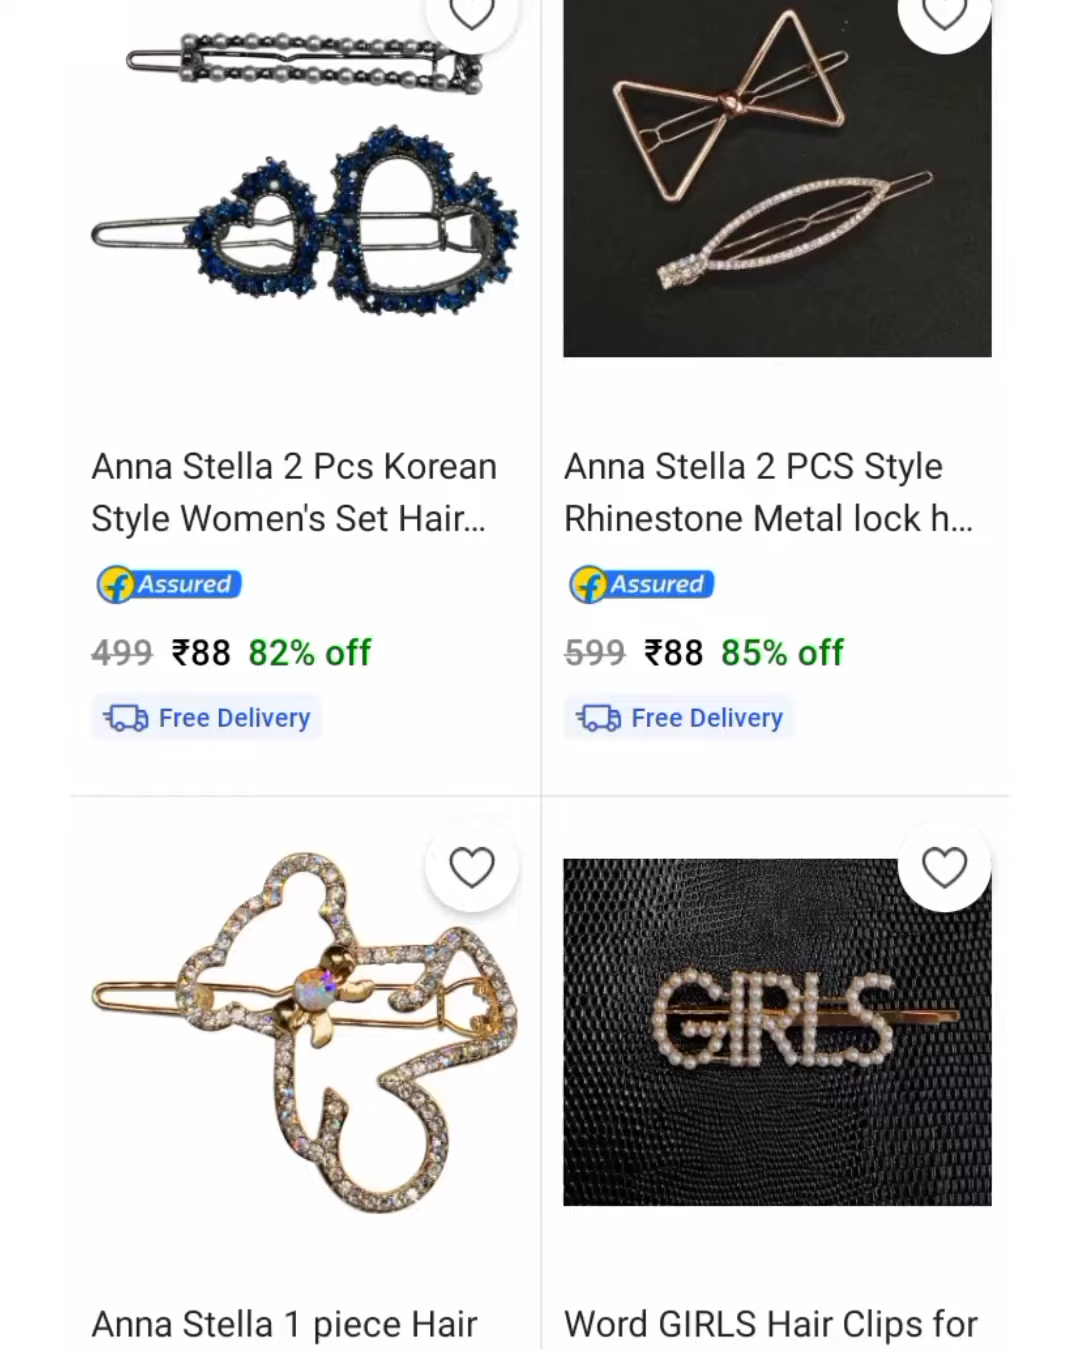 Anna Stella 2 Pcs Korean
Style Women's Set Hair...
Assured
499 ₹88 82% off
Free Delivery
Anna Stella 2 PCS Style
Rhinestone Metal lock h...
Assured
599 ₹88 85% off
Free Delivery
GIRLS
Anna Stella 1 piece Hair
Word GIRLS Hair Clips for